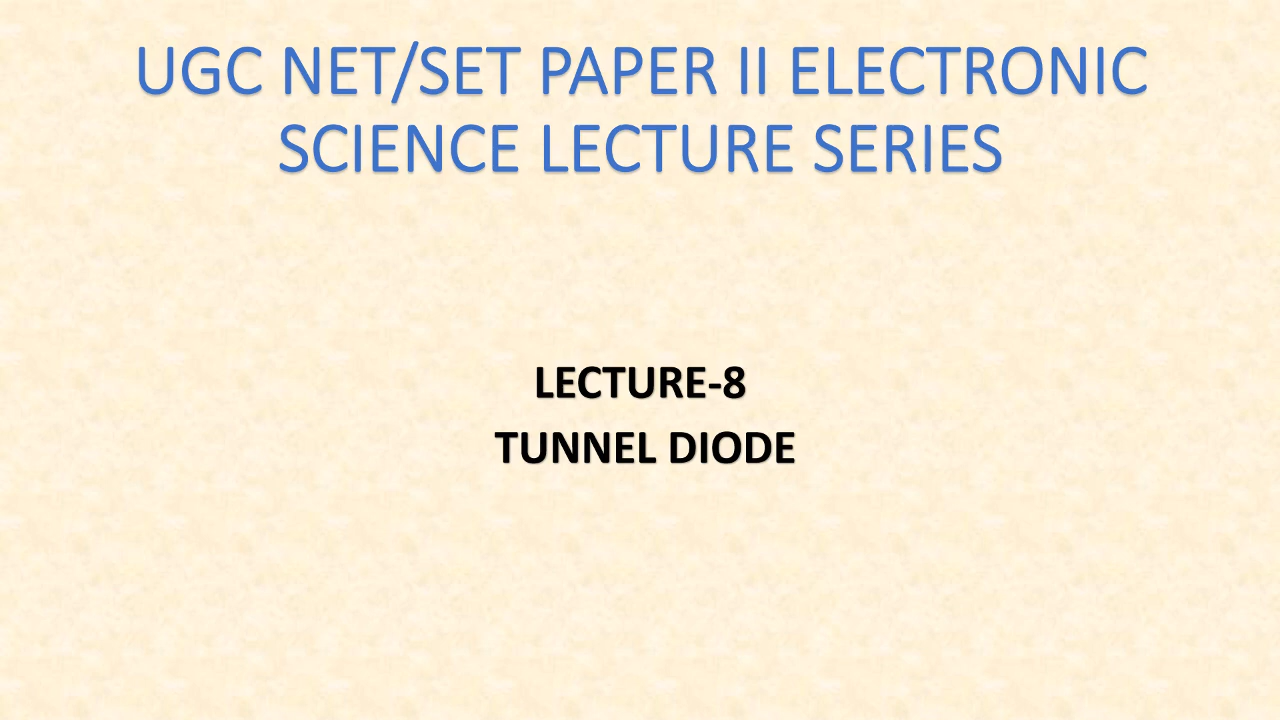 UGC NET/SET PAPER II ELECTRONIC
SCIENCE LECTURE SERIES
LECTURE-8
TUNNEL DIODE